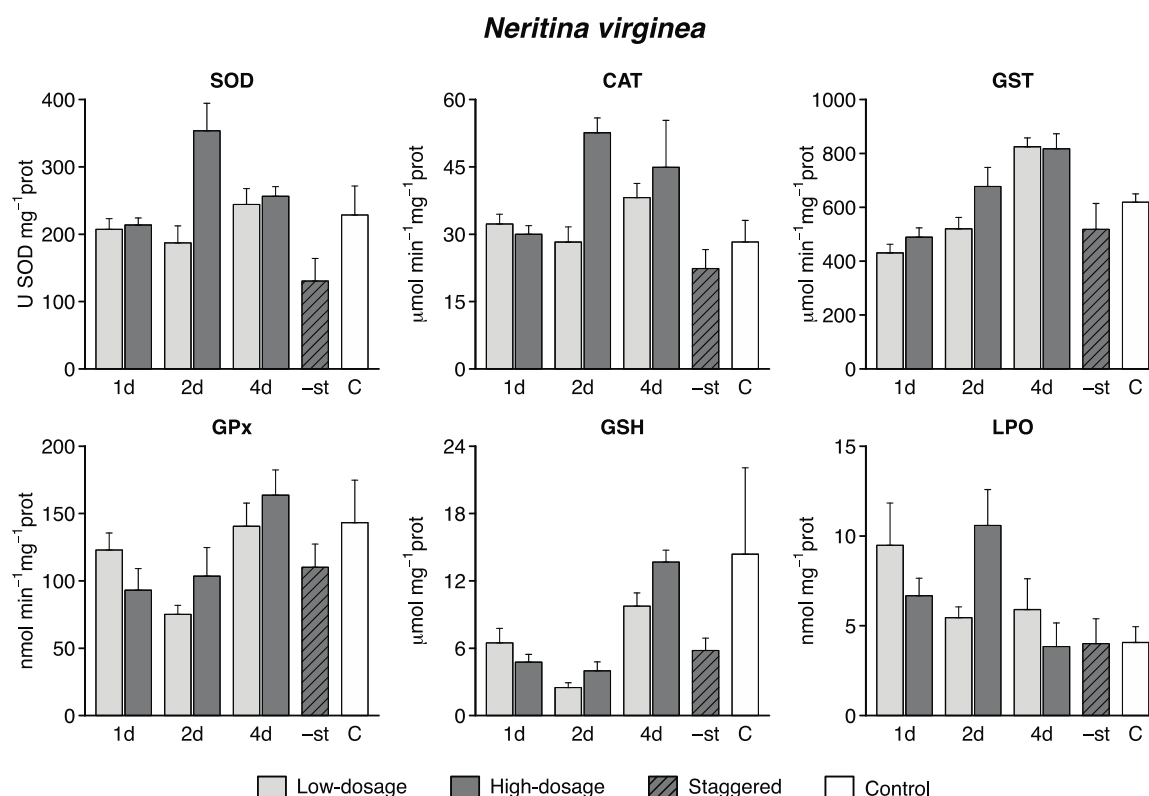 Neritina virginea
SOD
CAT
GST
U SOD mg⁻¹prot
400
300
200
100
0
1d 2d 4d –st C
μmol min⁻¹mg⁻¹prot
60
45
30
15
0
1d 2d 4d –st C
μmol min⁻¹mg⁻¹prot
1000
800
600
400
200
0
1d 2d 4d –st C
GPx
GSH
LPO
nmol min⁻¹mg⁻¹prot
200
150
100
50
0
1d 2d 4d –st C
μmol mg⁻¹prot
24
18
12
6
0
1d 2d 4d –st C
nmol mg⁻¹prot
15
10
5
0
1d 2d 4d –st C
Low-dosage High-dosage Staggered Control